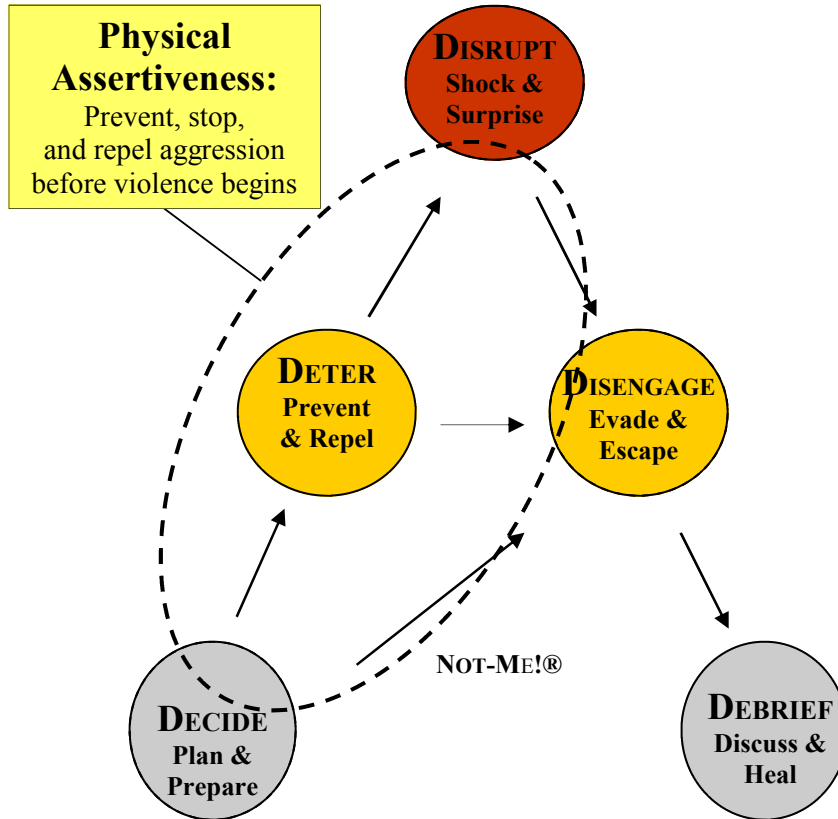 Physical
Assertiveness:
Prevent, stop,
and repel aggression
before violence begins
DISRUPT
Shock &
Surprise
DETER
Prevent
& Repel
DISENGAGE
Evade &
Escape
NOT-ME!®
DECIDE
Plan &
Prepare
DEBRIEF
Discuss &
Heal